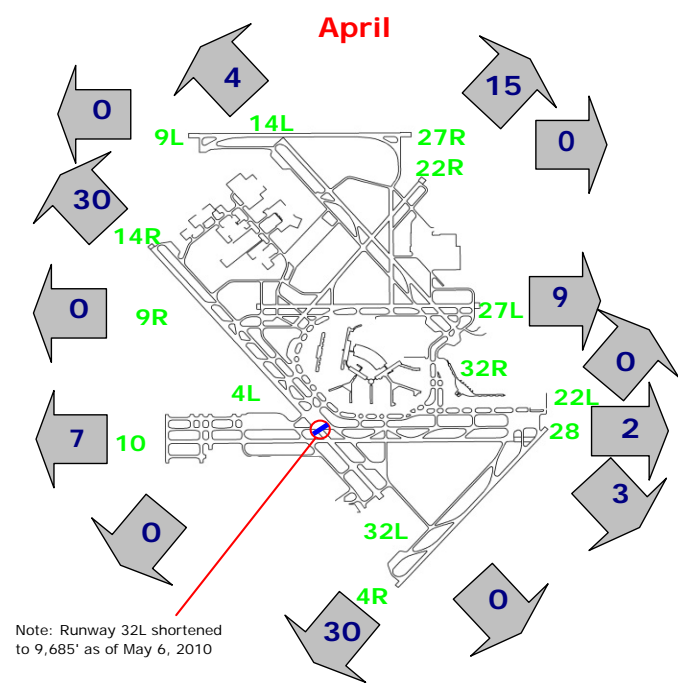 April
4
15
0
0
14L
9L
27R
22R
30
14R
0
9R
9
27L
0
32R
4L
22L
7
10
28
2
3
0
32L
4R
30
0
Note: Runway 32L shortened
to 9,685' as of May 6, 2010